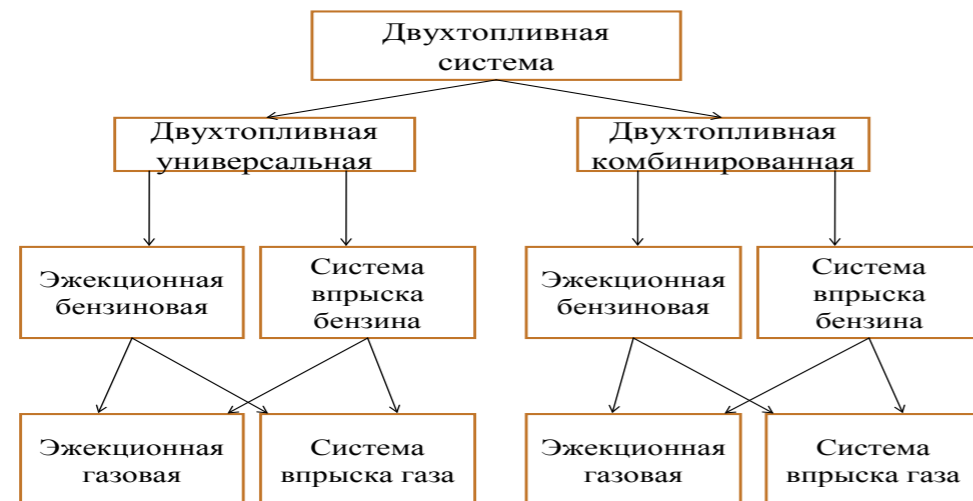 Двухтопливная
система
Двухтопливная
универсальная
Двухтопливная
комбинированная
Эжекционная
бензиновая
Система
впрыска
бензина
Эжекционная
бензиновая
Система
впрыска
бензина
Эжекционная
газовая
Система
впрыска газа
Эжекционная
газовая
Система
впрыска газа